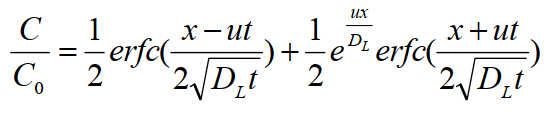 C/C₀ = 1/2 erfc((x − ut)/(2√(D_L t))) + 1/2 e^(ux/D_L) erfc((x + ut)/(2√(D_L t)))